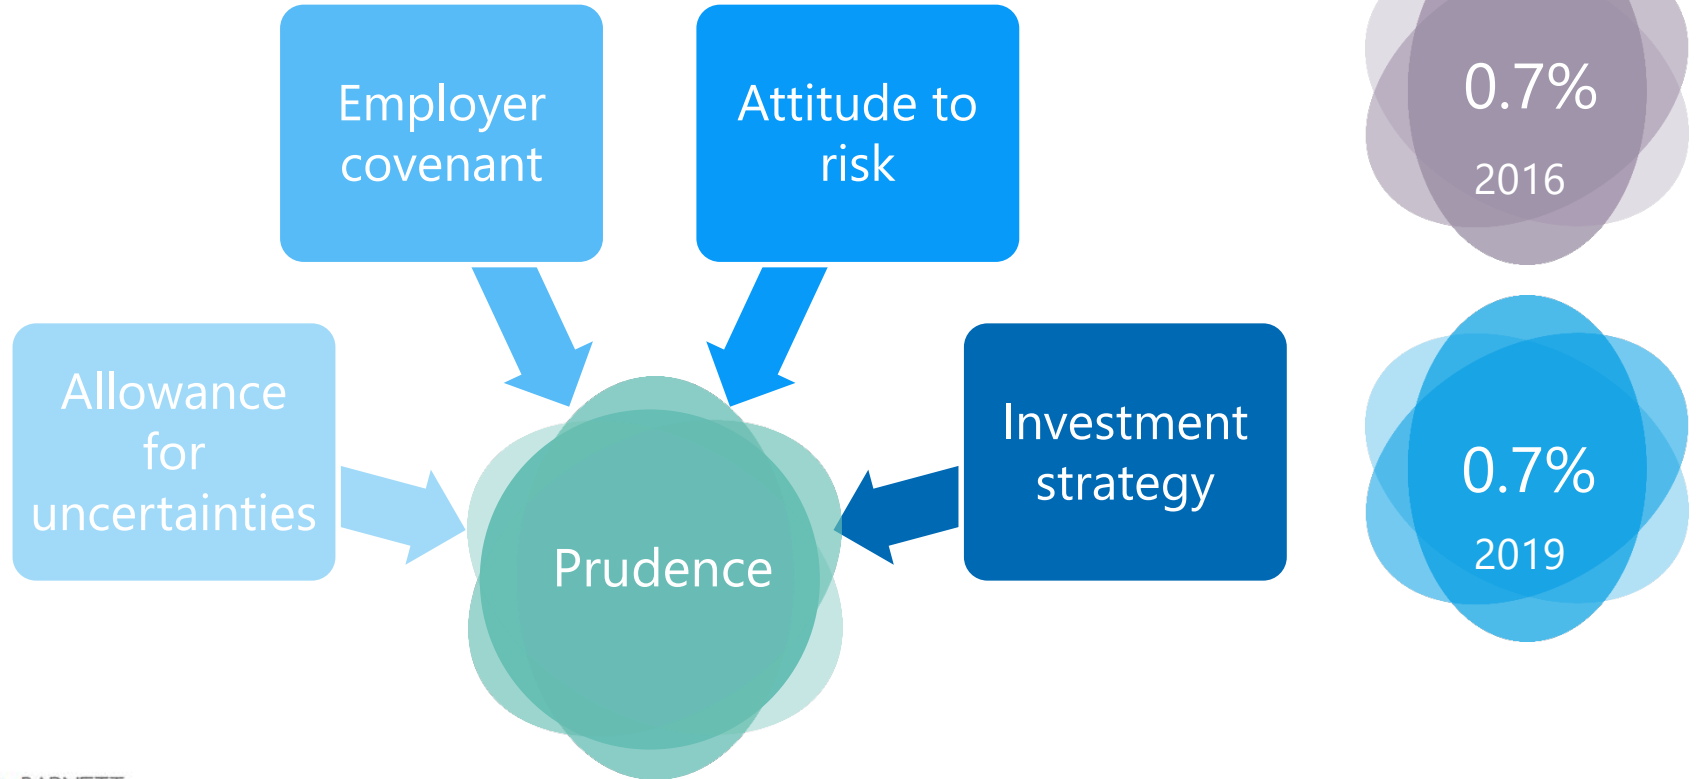 Employer
covenant
Attitude to
risk
0.7%
2016
Allowance
for
uncertainties
Investment
strategy
0.7%
2019
Prudence